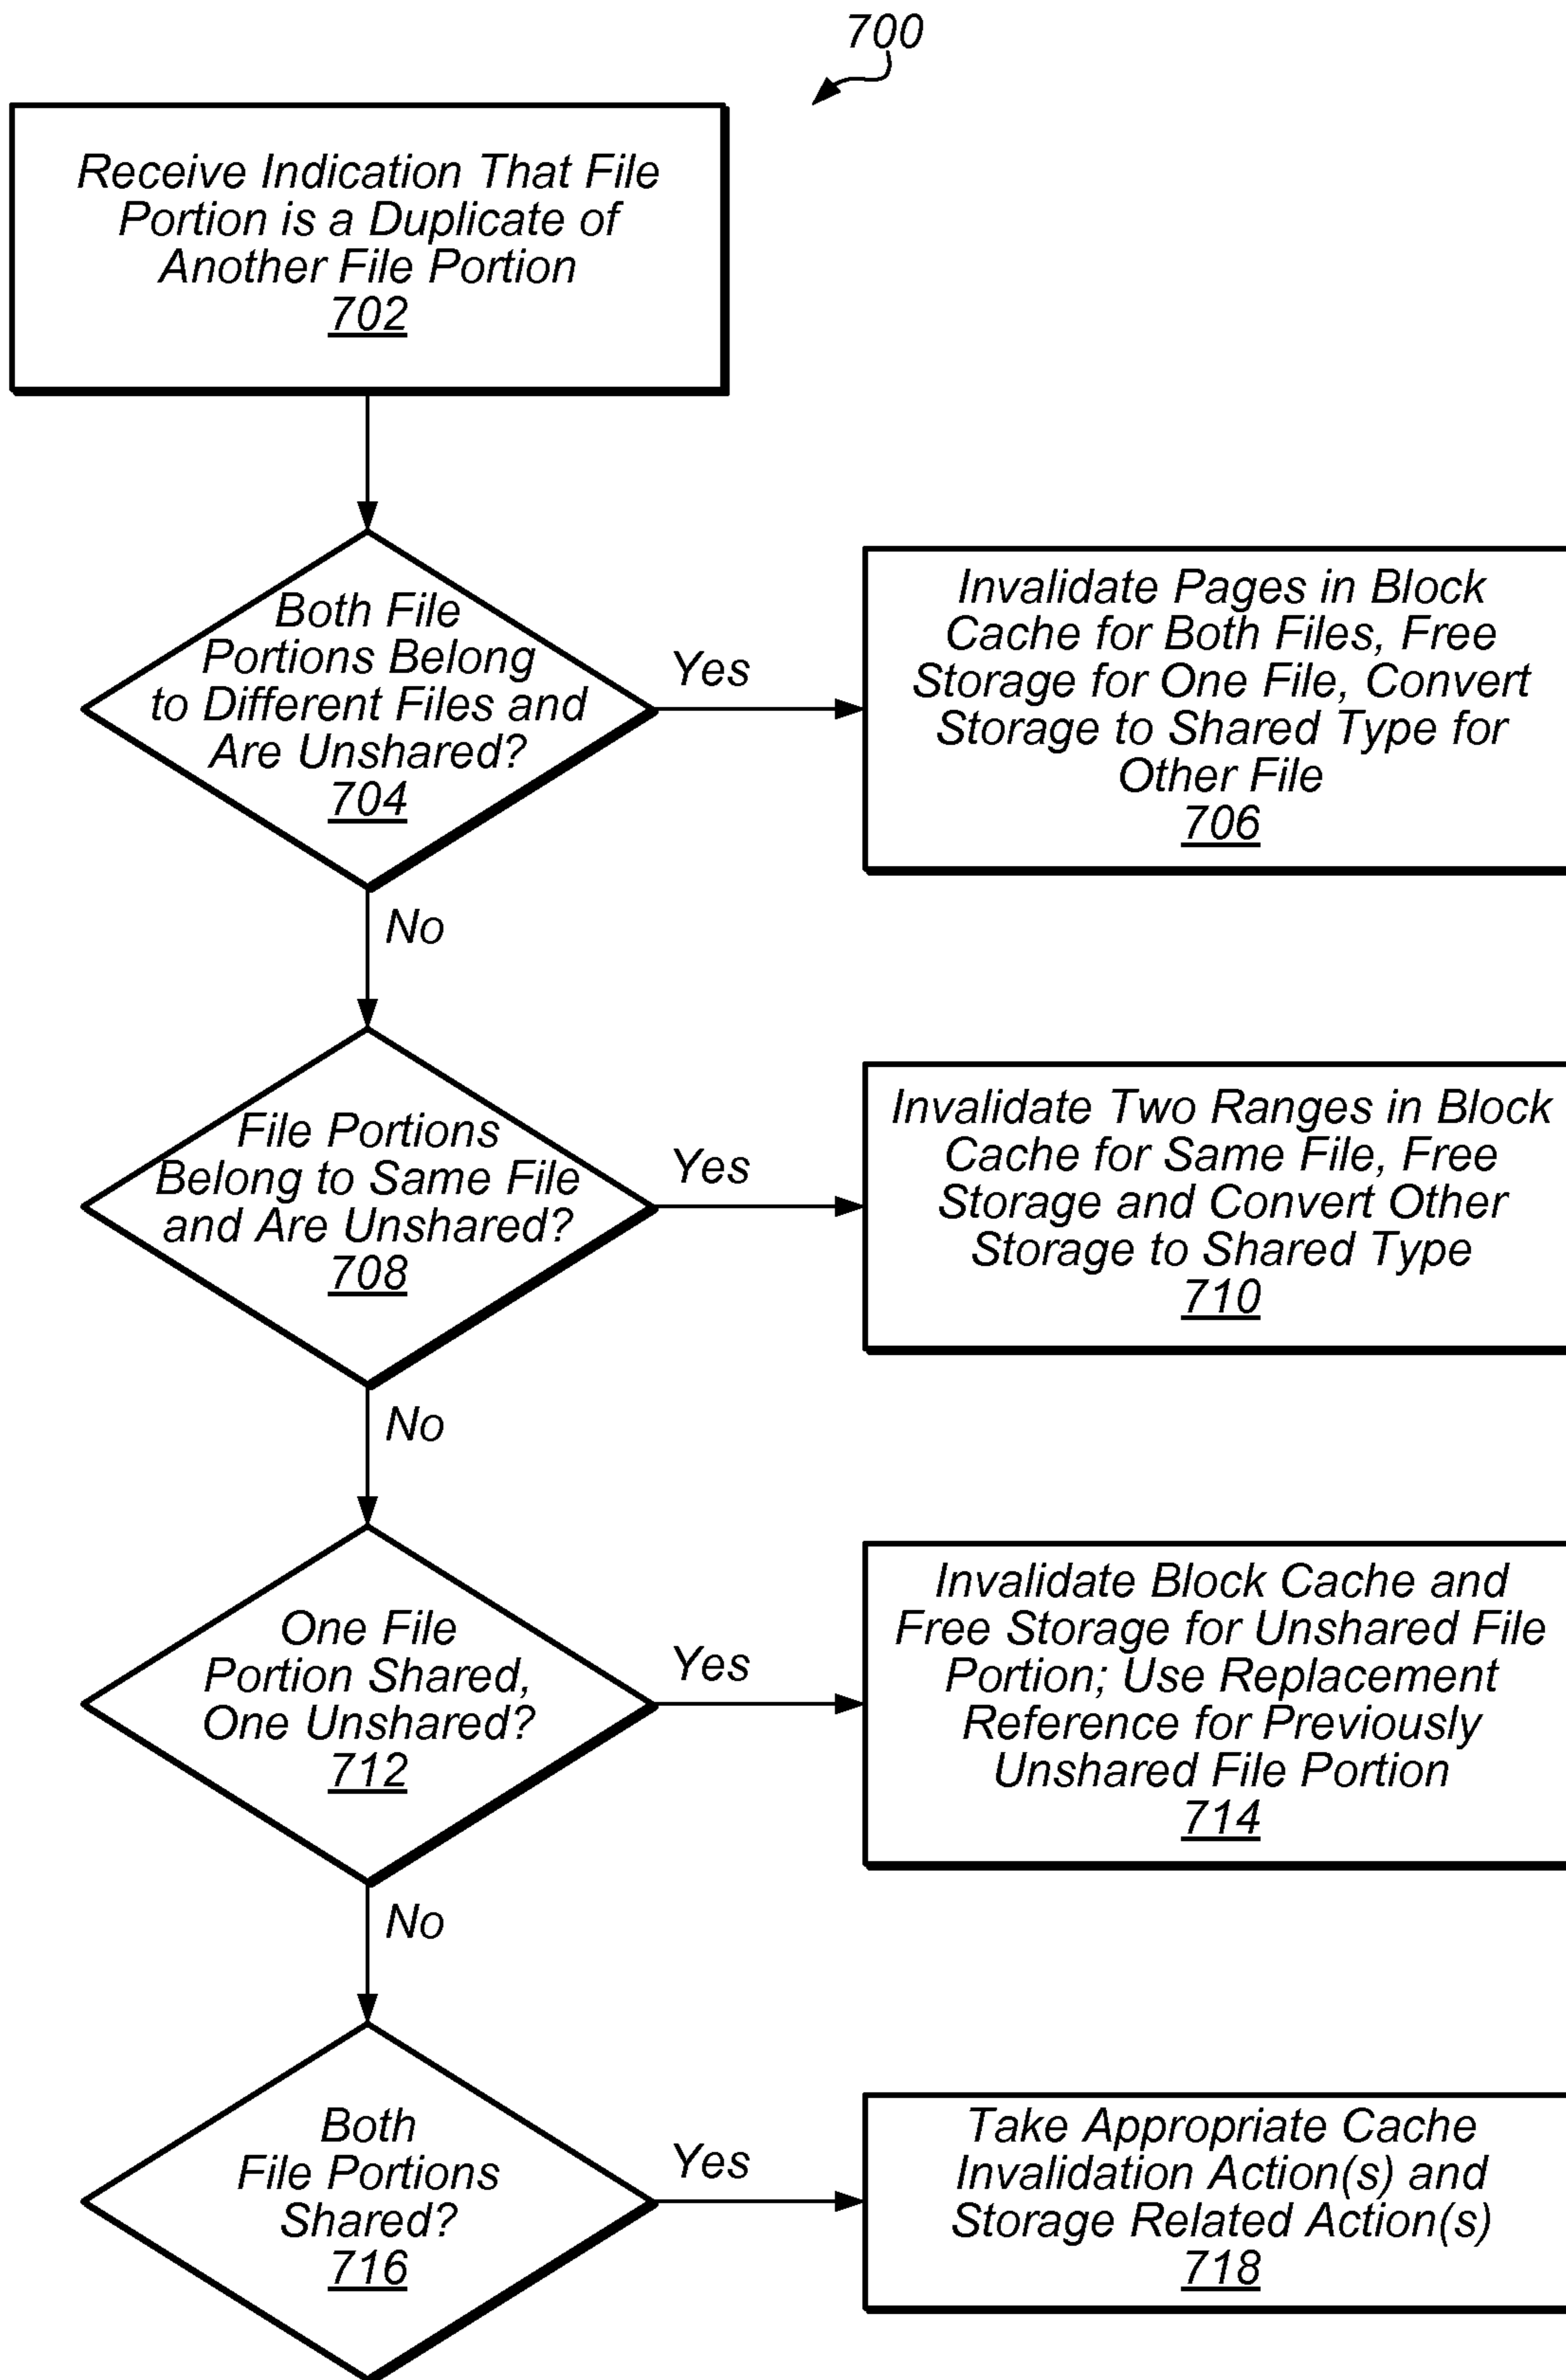 700
Receive Indication That File
Portion is a Duplicate of
Another File Portion
702
Both File
Portions Belong
to Different Files and
Are Unshared?
704
Yes
Invalidate Pages in Block
Cache for Both Files, Free
Storage for One File, Convert
Storage to Shared Type for
Other File
706
No
File Portions
Belong to Same File
and Are Unshared?
708
Yes
Invalidate Two Ranges in Block
Cache for Same File, Free
Storage and Convert Other
Storage to Shared Type
710
No
One File
Portion Shared,
One Unshared?
712
Yes
Invalidate Block Cache and
Free Storage for Unshared File
Portion; Use Replacement
Reference for Previously
Unshared File Portion
714
No
Both
File Portions
Shared?
716
Yes
Take Appropriate Cache
Invalidation Action(s) and
Storage Related Action(s)
718